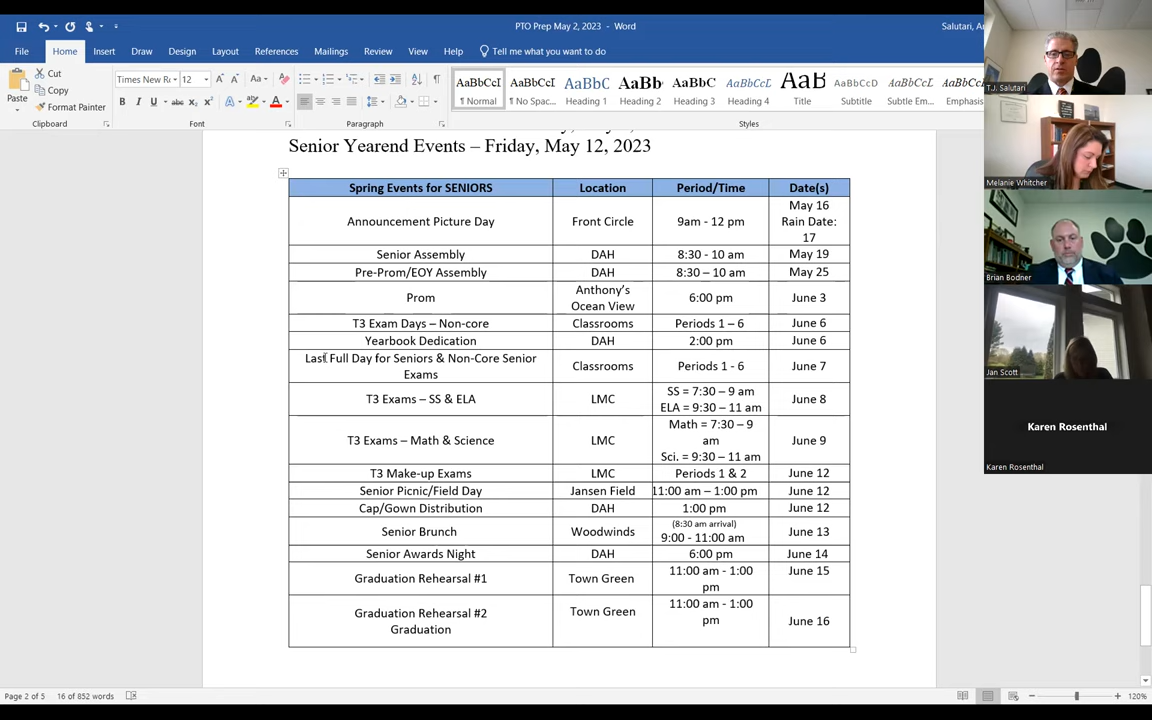 PTO Prep May 2, 2023 - Word
Salutari, An
File Home Insert Draw Design Layout References Mailings Review View Help Tell me what you want to do
Paste
Cut
Copy
Format Painter
Times New Ro 12
Aa
B I U abc x₂ x²
AaBbCcI AaBbCcI AaBbC AaBb( AaBbC AaBbCcL AaB AaBbCcD AaBbCcL AaBbCcL
¶ Normal ¶ No Spac... Heading 1 Heading 2 Heading 3 Heading 4 Title Subtitle Subtle Em... Emphasis
Clipboard Font Paragraph Styles
Senior Yearend Events – Friday, May 12, 2023
Spring Events for SENIORS Location Period/Time Date(s)
Announcement Picture Day Front Circle 9am - 12 pm May 16
Rain Date:
17
Senior Assembly DAH 8:30 - 10 am May 19
Pre-Prom/EOY Assembly DAH 8:30 – 10 am May 25
Prom Anthony's
Ocean View 6:00 pm June 3
T3 Exam Days – Non-core Classrooms Periods 1 – 6 June 6
Yearbook Dedication DAH 2:00 pm June 6
Last Full Day for Seniors & Non-Core Senior
Exams Classrooms Periods 1 - 6 June 7
T3 Exams – SS & ELA LMC SS = 7:30 – 9 am
ELA = 9:30 – 11 am June 8
T3 Exams – Math & Science LMC Math = 7:30 – 9
am
Sci. = 9:30 – 11 am June 9
T3 Make-up Exams LMC Periods 1 & 2 June 12
Senior Picnic/Field Day Jansen Field 11:00 am – 1:00 pm June 12
Cap/Gown Distribution DAH 1:00 pm June 12
Senior Brunch Woodwinds (8:30 am arrival)
9:00 - 11:00 am June 13
Senior Awards Night DAH 6:00 pm June 14
Graduation Rehearsal #1 Town Green 11:00 am - 1:00
pm June 15
Graduation Rehearsal #2
Graduation Town Green 11:00 am - 1:00
pm June 16
Page 2 of 5 16 of 852 words
120%
T.J. Salutari
Melanie Whitcher
Brian Bodner
Jan Scott
Karen Rosenthal
Karen Rosenthal